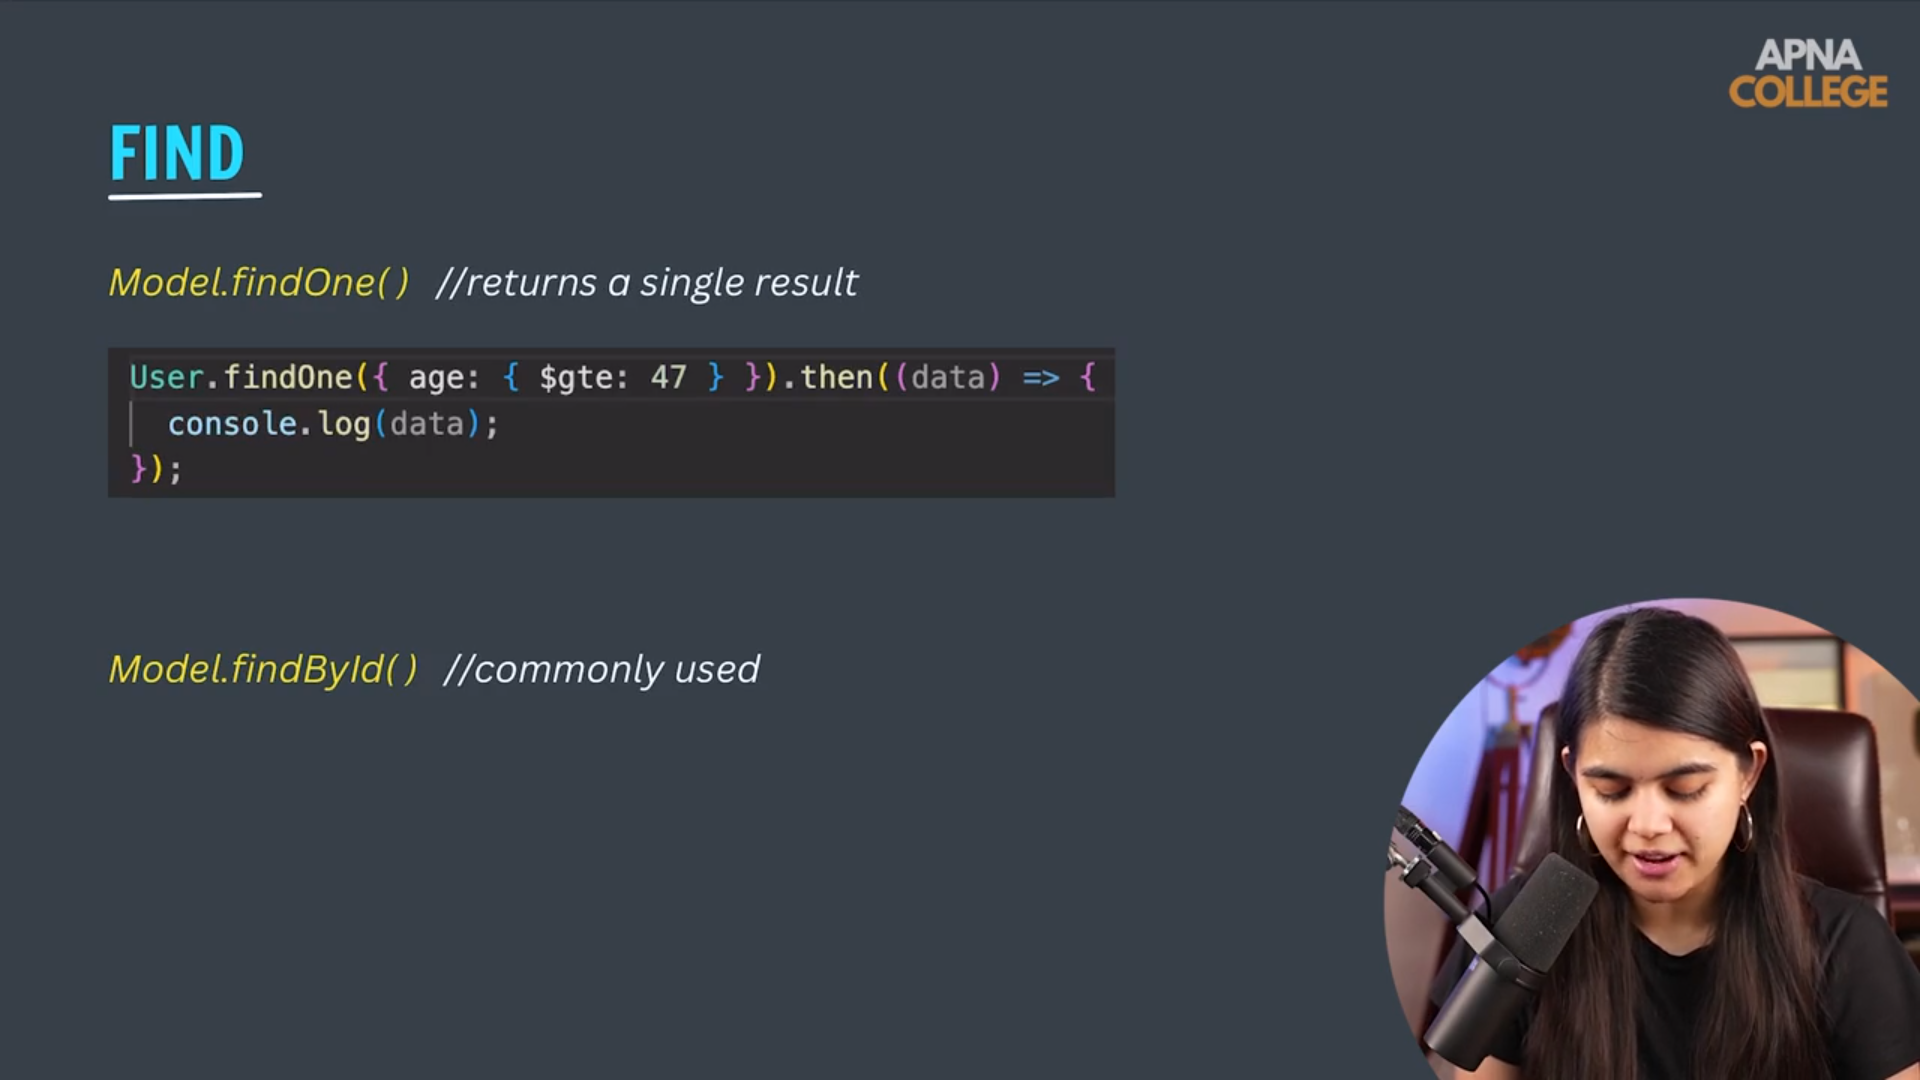 APNA
COLLEGE
FIND
Model.findOne( ) //returns a single result
User.findOne({ age: { $gte: 47 } }).then((data) => {
  console.log(data);
});
Model.findById( ) //commonly used